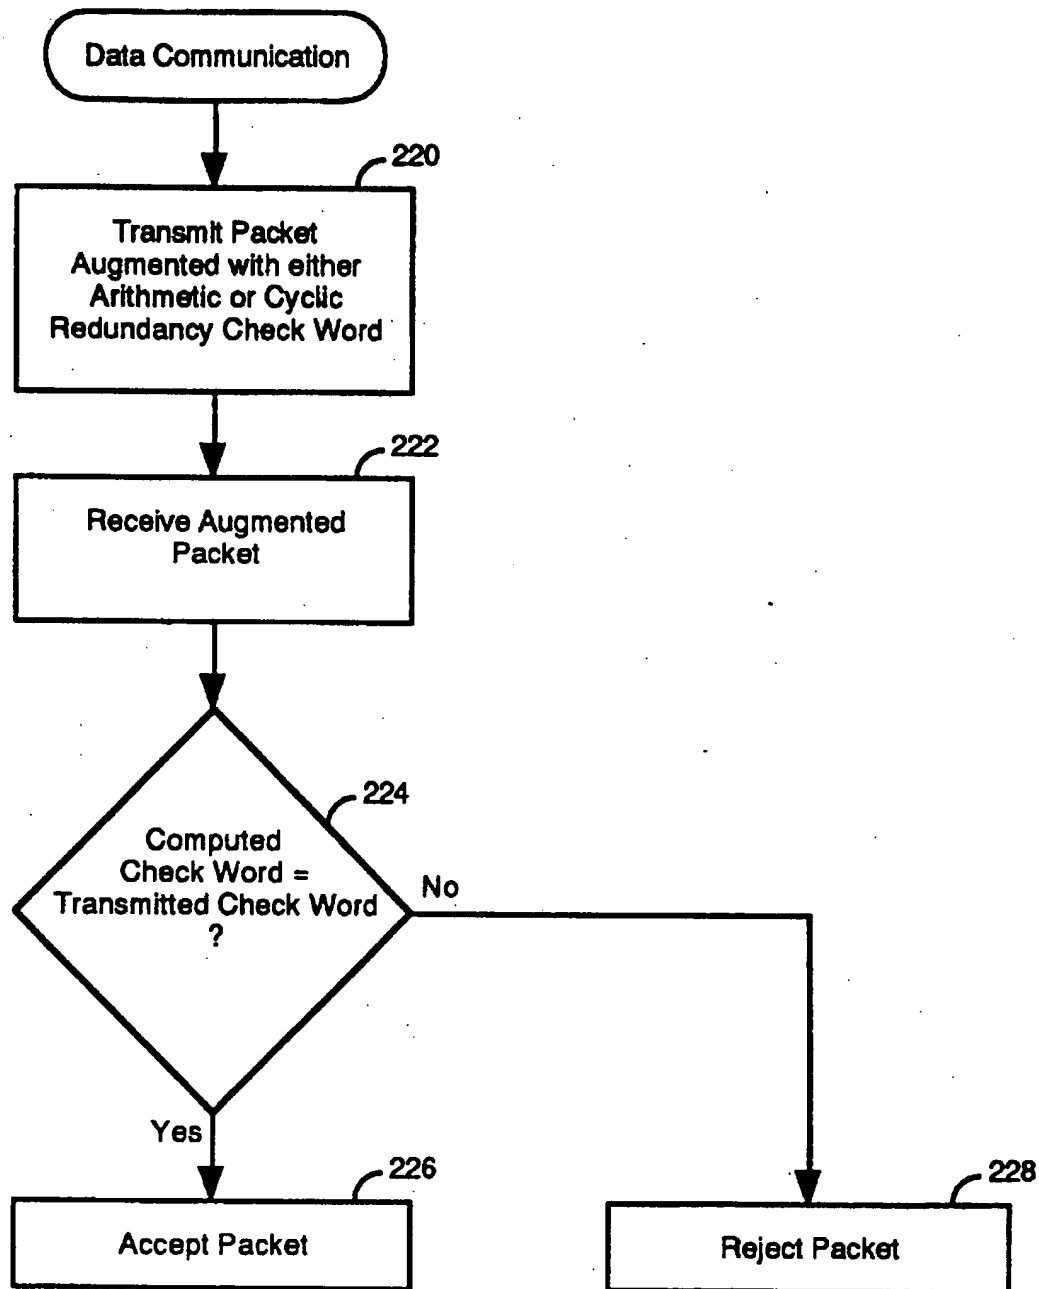 Data Communication
220
Transmit Packet
Augmented with either
Arithmetic or Cyclic
Redundancy Check Word
222
Receive Augmented
Packet
224
Computed
Check Word =
Transmitted Check Word
?
No
Yes
226
Accept Packet
228
Reject Packet